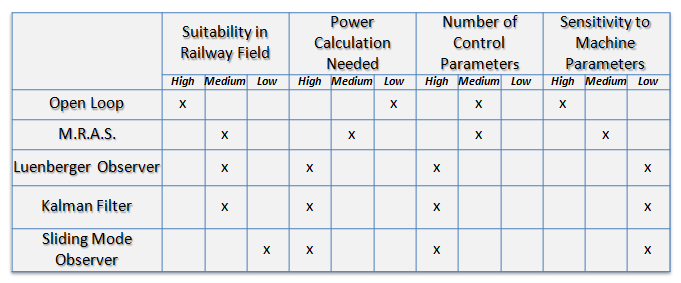 Suitability in Railway Field Power Calculation Needed Number of Control Parameters Sensitivity to Machine Parameters
High Medium Low High Medium Low High Medium Low High Medium Low
Open Loop x x x x
M.R.A.S. x x x x
Luenberger Observer x x x x
Kalman Filter x x x x
Sliding Mode Observer x x x x